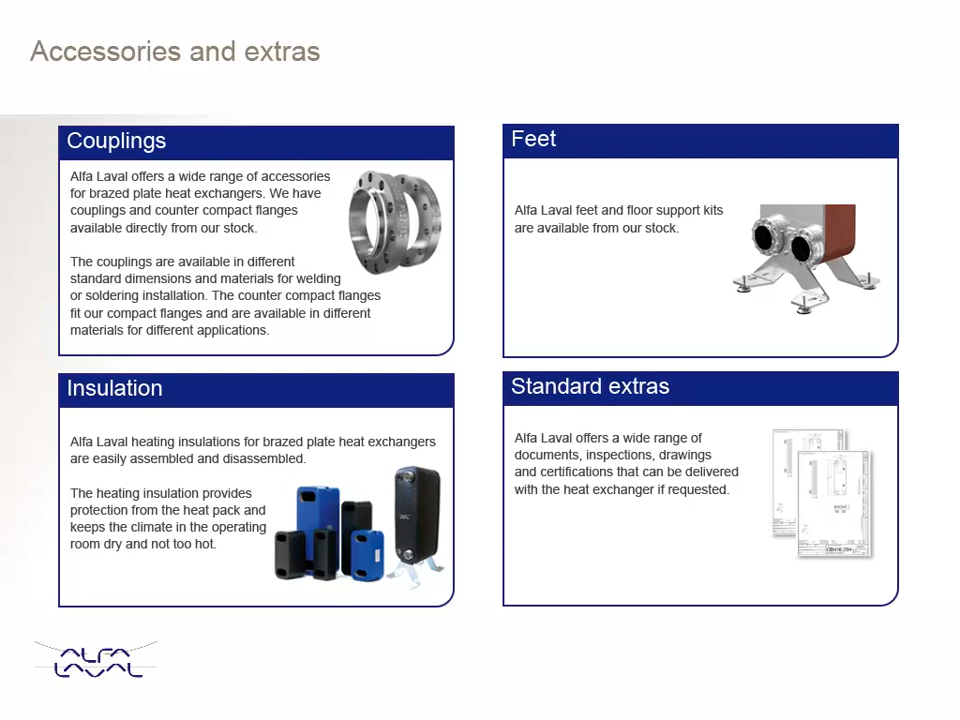 Accessories and extras
Couplings
Alfa Laval offers a wide range of accessories
for brazed plate heat exchangers. We have
couplings and counter compact flanges
available directly from our stock.
The couplings are available in different
standard dimensions and materials for welding
or soldering installation. The counter compact flanges
fit our compact flanges and are available in different
materials for different applications.
Feet
Alfa Laval feet and floor support kits
are available from our stock.
Insulation
Alfa Laval heating insulations for brazed plate heat exchangers
are easily assembled and disassembled.
The heating insulation provides
protection from the heat pack and
keeps the climate in the operating
room dry and not too hot.
Standard extras
Alfa Laval offers a wide range of
documents, inspections, drawings
and certifications that can be delivered
with the heat exchanger if requested.
ALFA
LAVAL